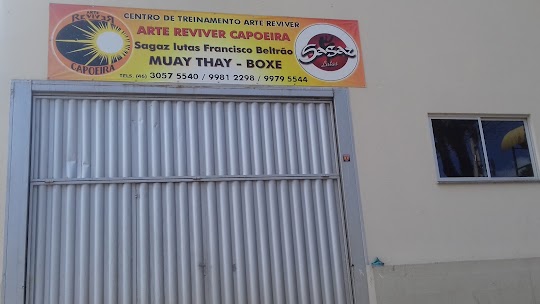 ARTE
REVIVER
CAPOEIRA
CENTRO DE TREINAMENTO ARTE REVIVER
ARTE REVIVER CAPOEIRA
Sagaz lutas Francisco Beltrão
MUAY THAY - BOXE
TELS. (46) 3057 5540 / 9981 2298 / 9979 5544
Sagaz
Lutas